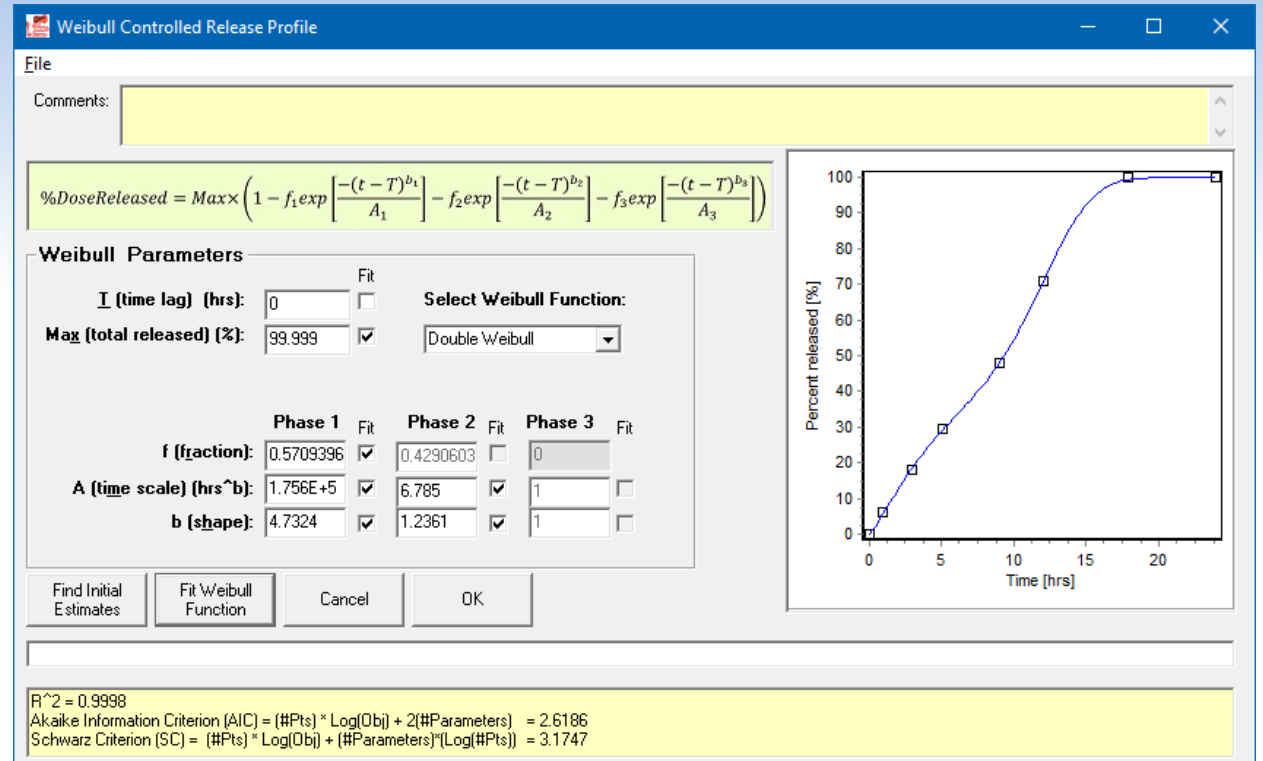 Weibull Controlled Release Profile
File
Comments:
%DoseReleased = Max×(1 − f₁exp[−(t − T)^b₁/A₁] − f₂exp[−(t − T)^b₂/A₂] − f₃exp[−(t − T)^b₃/A₃])
Weibull Parameters
Fit
T (time lag) (hrs): 0
Select Weibull Function:
Max (total released) (%): 99.999
Double Weibull
Phase 1 Fit Phase 2 Fit Phase 3 Fit
f (fraction): 0.5709396 0.4290603 0
A (time scale) (hrs^b): 1.756E+5 6.785 1
b (shape): 4.7324 1.2361 1
Find Initial Estimates
Fit Weibull Function
Cancel
OK
Percent released [%]
100
90
80
70
60
50
40
30
20
10
0
0 5 10 15 20
Time [hrs]
R^2 = 0.9998
Akaike Information Criterion (AIC) = (#Pts) * Log(Obj) + 2(#Parameters) = 2.6186
Schwarz Criterion (SC) = (#Pts) * Log(Obj) + (#Parameters)*(Log(#Pts)) = 3.1747